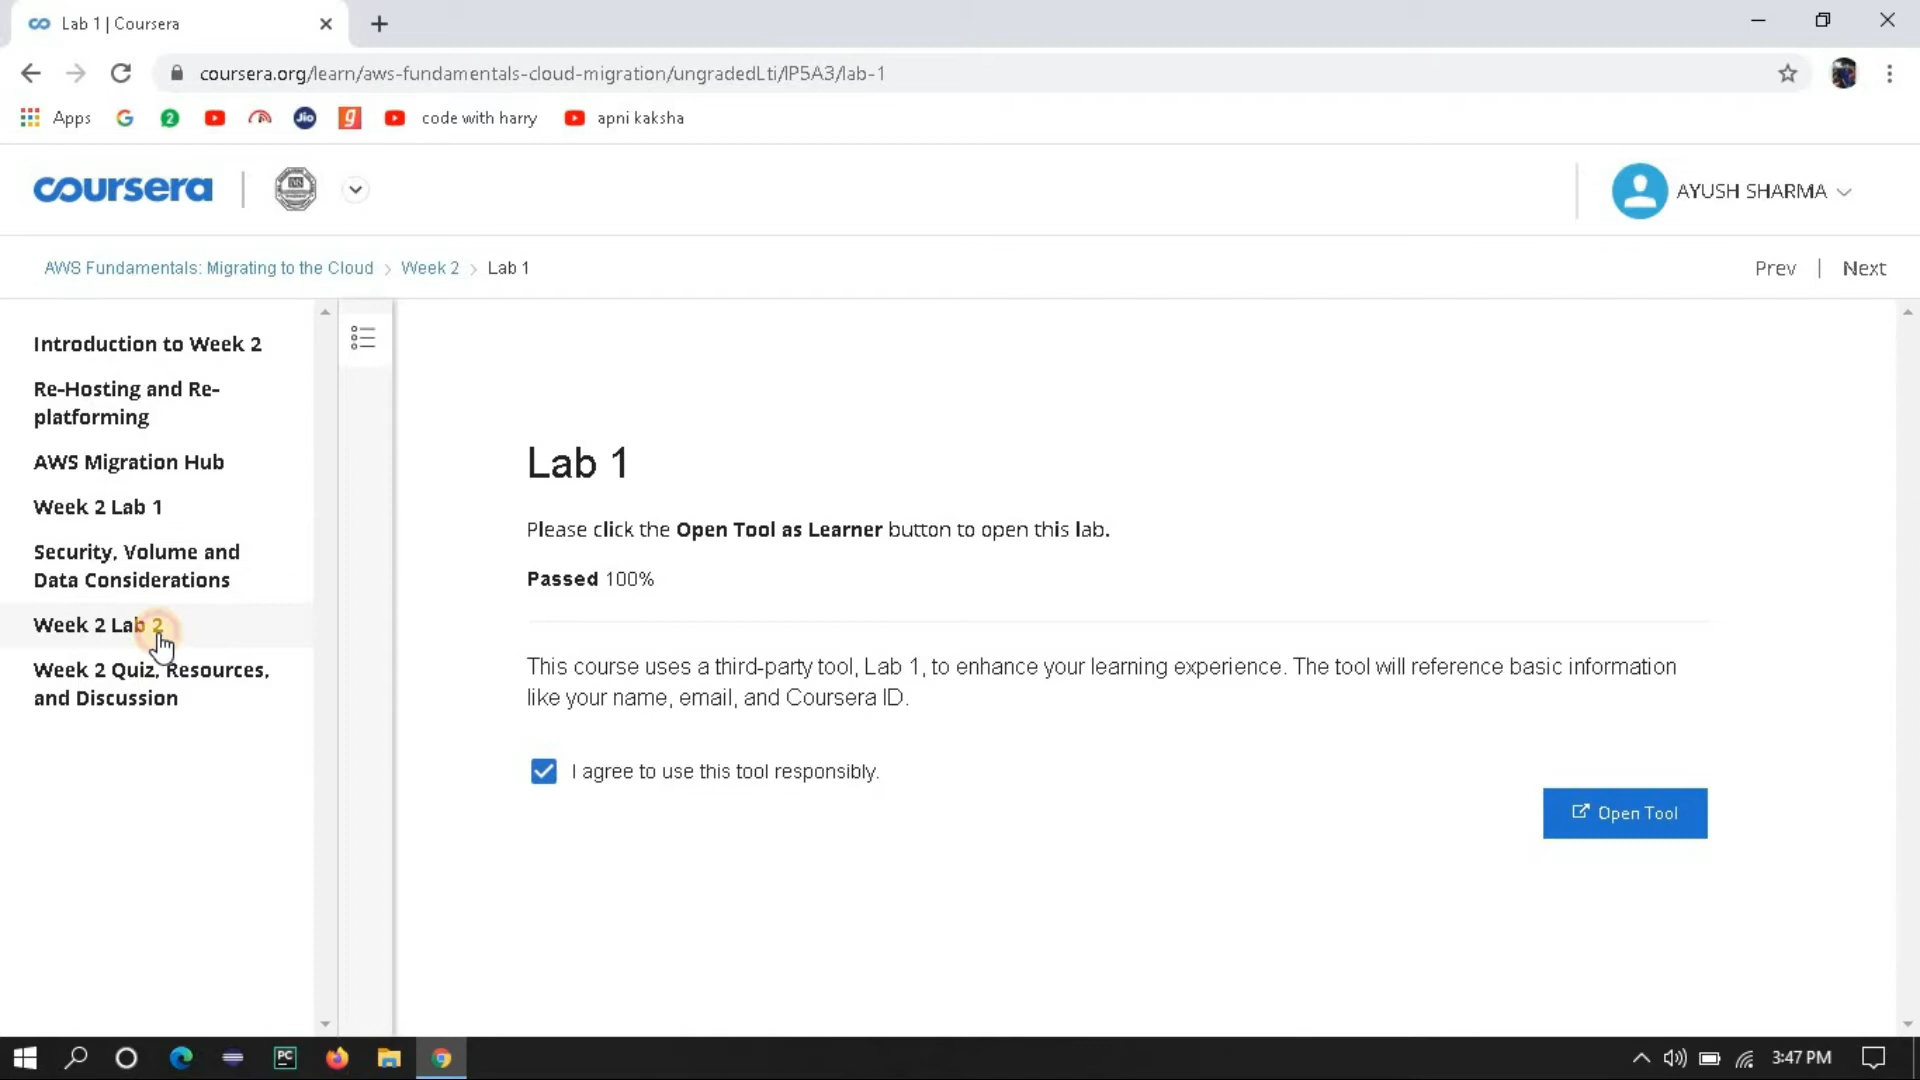 Lab 1 | Coursera
coursera.org/learn/aws-fundamentals-cloud-migration/ungradedLti/lP5A3/lab-1
Apps
code with harry
apni kaksha
coursera
AYUSH SHARMA
AWS Fundamentals: Migrating to the Cloud > Week 2 > Lab 1
Prev | Next
Introduction to Week 2
Re-Hosting and Re-
platforming
AWS Migration Hub
Week 2 Lab 1
Security, Volume and
Data Considerations
Week 2 Lab 2
Week 2 Quiz, Resources,
and Discussion
Lab 1
Please click the Open Tool as Learner button to open this lab.
Passed 100%
This course uses a third-party tool, Lab 1, to enhance your learning experience. The tool will reference basic information
like your name, email, and Coursera ID.
I agree to use this tool responsibly.
Open Tool
3:47 PM